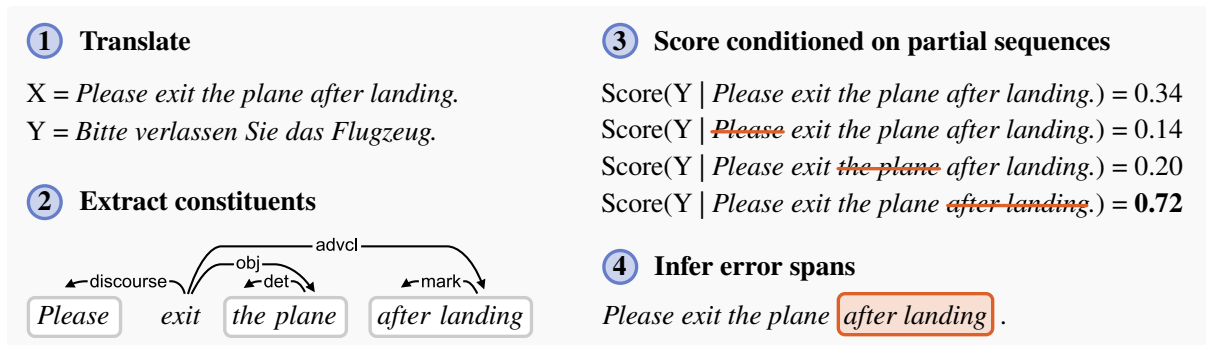 1 Translate
X = Please exit the plane after landing.
Y = Bitte verlassen Sie das Flugzeug.
2 Extract constituents
advcl
obj
discourse det mark
Please exit the plane after landing
3 Score conditioned on partial sequences
Score(Y | Please exit the plane after landing.) = 0.34
Score(Y | Please exit the plane after landing.) = 0.14
Score(Y | Please exit the plane after landing.) = 0.20
Score(Y | Please exit the plane after landing.) = 0.72
4 Infer error spans
Please exit the plane after landing .